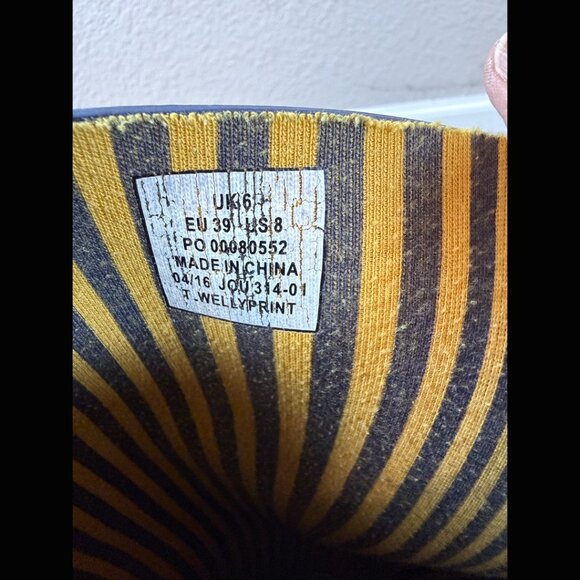 UK 6
EU 39 US 8
PO 00080552
MADE IN CHINA
04/16 JOU 314-01
T-WELLYPRINT